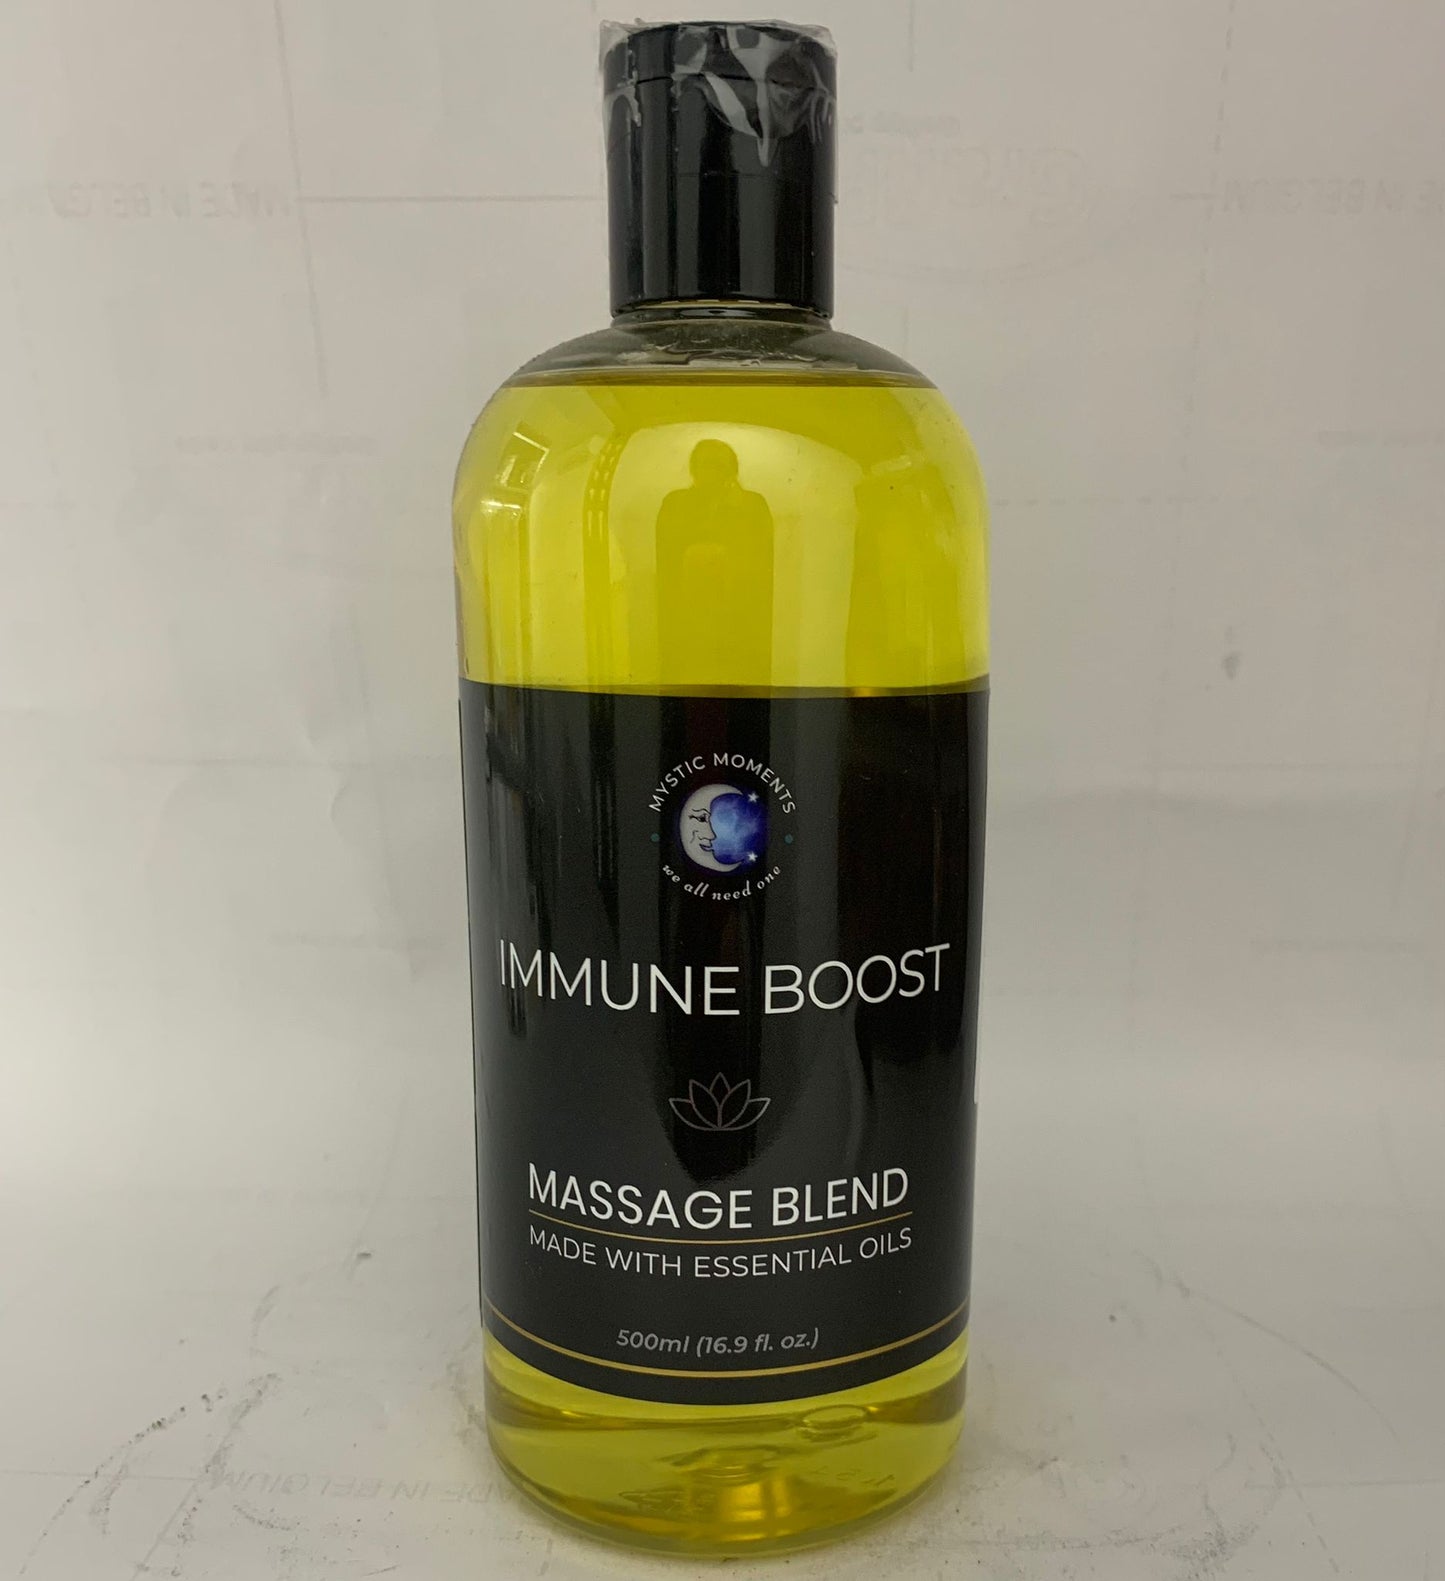 MYSTIC MOMENTS
we all need one
IMMUNE BOOST
MASSAGE BLEND
MADE WITH ESSENTIAL OILS
500ml (16.9 fl. oz.)